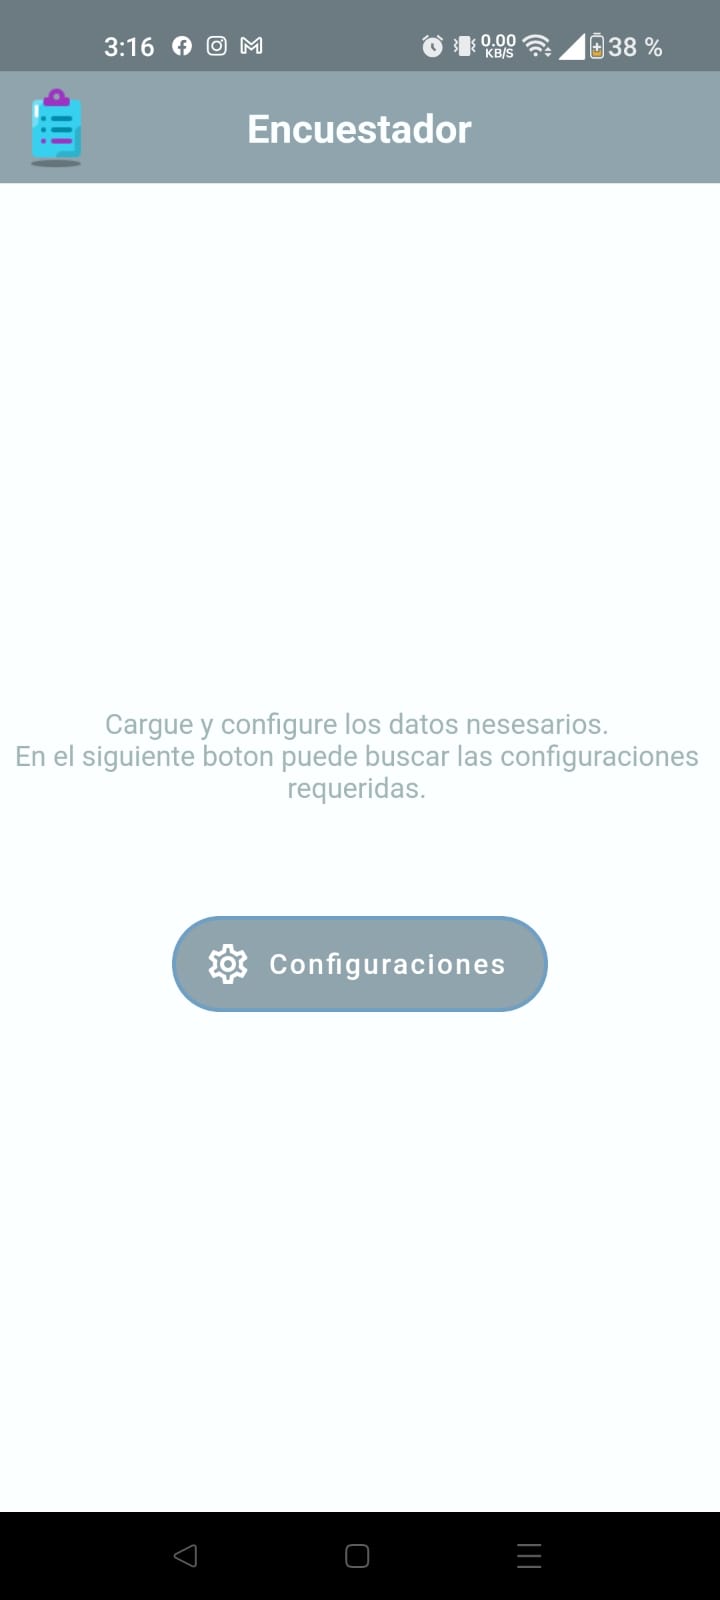 3:16 0.00 KB/S 38 %
Encuestador
Cargue y configure los datos nesesarios.
En el siguiente boton puede buscar las configuraciones
requeridas.
Configuraciones